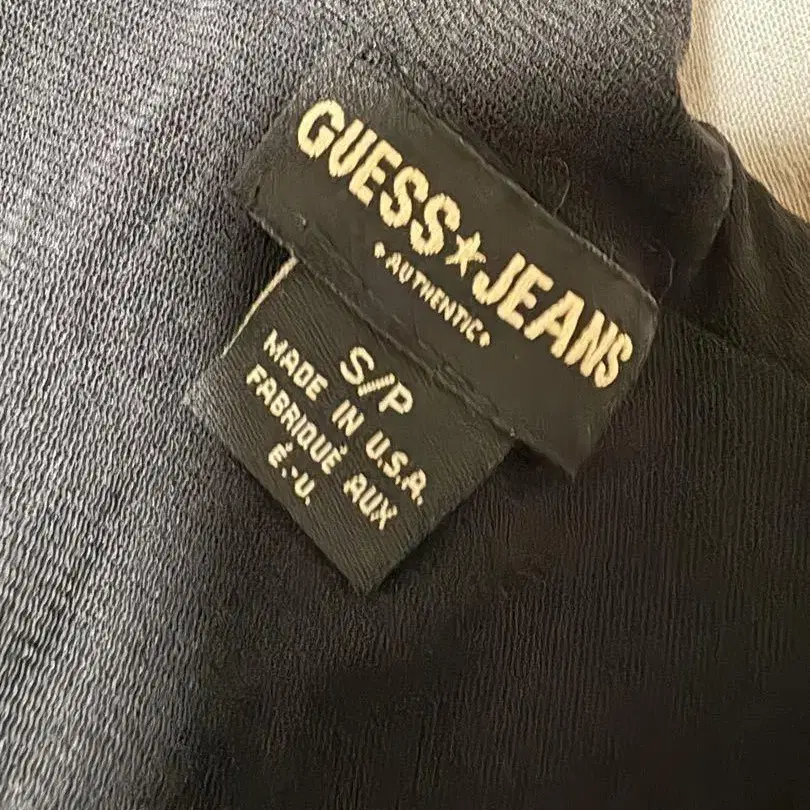 GUESS★JEANS
•AUTHENTIC•
S/P
MADE IN U.S.A.
FABRIQUÉ AUX
É.-U.